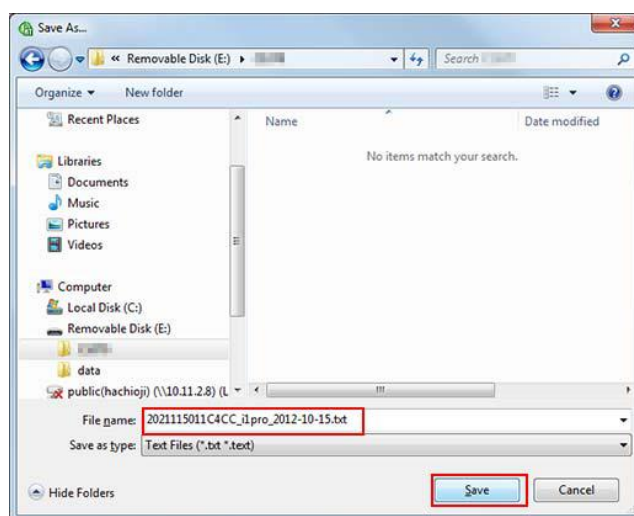 Save As...
« Removable Disk (E:)
Search
Organize
New folder
Recent Places
Name
Date modified
No items match your search.
Libraries
Documents
Music
Pictures
Videos
Computer
Local Disk (C:)
Removable Disk (E:)
data
public(hachioji) (\\10.11.2.8) (L
File name: 2021115011C4CC_i1pro_2012-10-15.txt
Save as type: Text Files (*.txt *.text)
Hide Folders
Save
Cancel